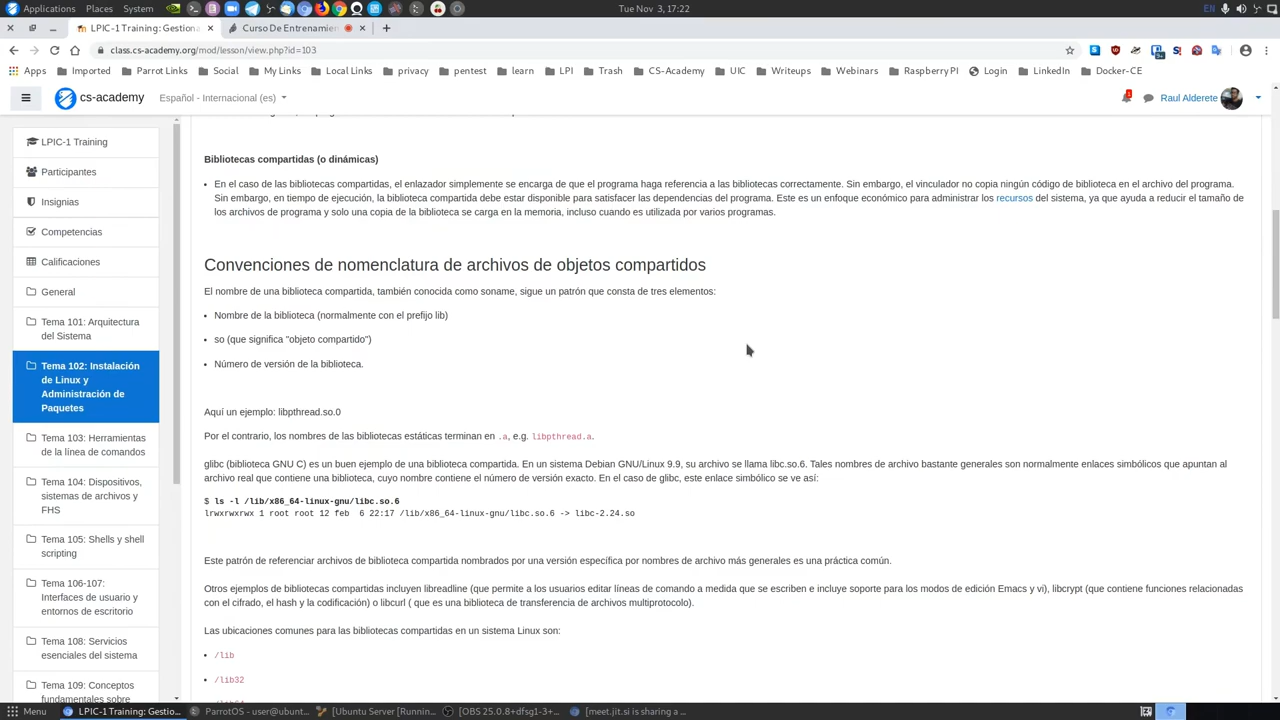 Applications Places System Tue Nov 3, 17:22 EN
LPIC-1 Training: Gestiona Curso De Entrenamie
class.cs-academy.org/mod/lesson/view.php?id=103
Apps Imported Parrot Links Social My Links Local Links privacy pentest learn LPI Trash CS-Academy UIC Writeups Webinars RaspberryPI Login LinkedIn Docker-CE
cs-academy Español - Internacional (es) 1 Raul Alderete
LPIC-1 Training
Participantes
Insignias
Competencias
Calificaciones
General
Tema 101: Arquitectura
del Sistema
Tema 102: Instalación
de Linux y
Administración de
Paquetes
Tema 103: Herramientas
de la línea de comandos
Tema 104: Dispositivos,
sistemas de archivos y
FHS
Tema 105: Shells y shell
scripting
Tema 106-107:
Interfaces de usuario y
entornos de escritorio
Tema 108: Servicios
esenciales del sistema
Tema 109: Conceptos
fundamentales sobre
Bibliotecas compartidas (o dinámicas)
En el caso de las bibliotecas compartidas, el enlazador simplemente se encarga de que el programa haga referencia a las bibliotecas correctamente. Sin embargo, el vinculador no copia ningún código de biblioteca en el archivo del programa.
Sin embargo, en tiempo de ejecución, la biblioteca compartida debe estar disponible para satisfacer las dependencias del programa. Este es un enfoque económico para administrar los recursos del sistema, ya que ayuda a reducir el tamaño de
los archivos de programa y solo una copia de la biblioteca se carga en la memoria, incluso cuando es utilizada por varios programas.
Convenciones de nomenclatura de archivos de objetos compartidos
El nombre de una biblioteca compartida, también conocida como soname, sigue un patrón que consta de tres elementos:
Nombre de la biblioteca (normalmente con el prefijo lib)
so (que significa "objeto compartido")
Número de versión de la biblioteca.
Aquí un ejemplo: libpthread.so.0
Por el contrario, los nombres de las bibliotecas estáticas terminan en .a, e.g. libpthread.a.
glibc (biblioteca GNU C) es un buen ejemplo de una biblioteca compartida. En un sistema Debian GNU/Linux 9.9, su archivo se llama libc.so.6. Tales nombres de archivo bastante generales son normalmente enlaces simbólicos que apuntan al
archivo real que contiene una biblioteca, cuyo nombre contiene el número de versión exacto. En el caso de glibc, este enlace simbólico se ve así:
$ ls -l /lib/x86_64-linux-gnu/libc.so.6
lrwxrwxrwx 1 root root 12 feb  6 22:17 /lib/x86_64-linux-gnu/libc.so.6 -> libc-2.24.so
Este patrón de referenciar archivos de biblioteca compartida nombrados por una versión específica por nombres de archivo más generales es una práctica común.
Otros ejemplos de bibliotecas compartidas incluyen libreadline (que permite a los usuarios editar líneas de comando a medida que se escriben e incluye soporte para los modos de edición Emacs y vi), libcrypt (que contiene funciones relacionadas
con el cifrado, el hash y la codificación) o libcurl ( que es una biblioteca de transferencia de archivos multiprotocolo).
Las ubicaciones comunes para las bibliotecas compartidas en un sistema Linux son:
/lib
/lib32
Menu LPIC-1 Training: Gestio... ParrotOS - user@ubunt... [Ubuntu Server [Runnin... [OBS 25.0.8+dfsg1-3+... [meet.jit.si is sharing a ...